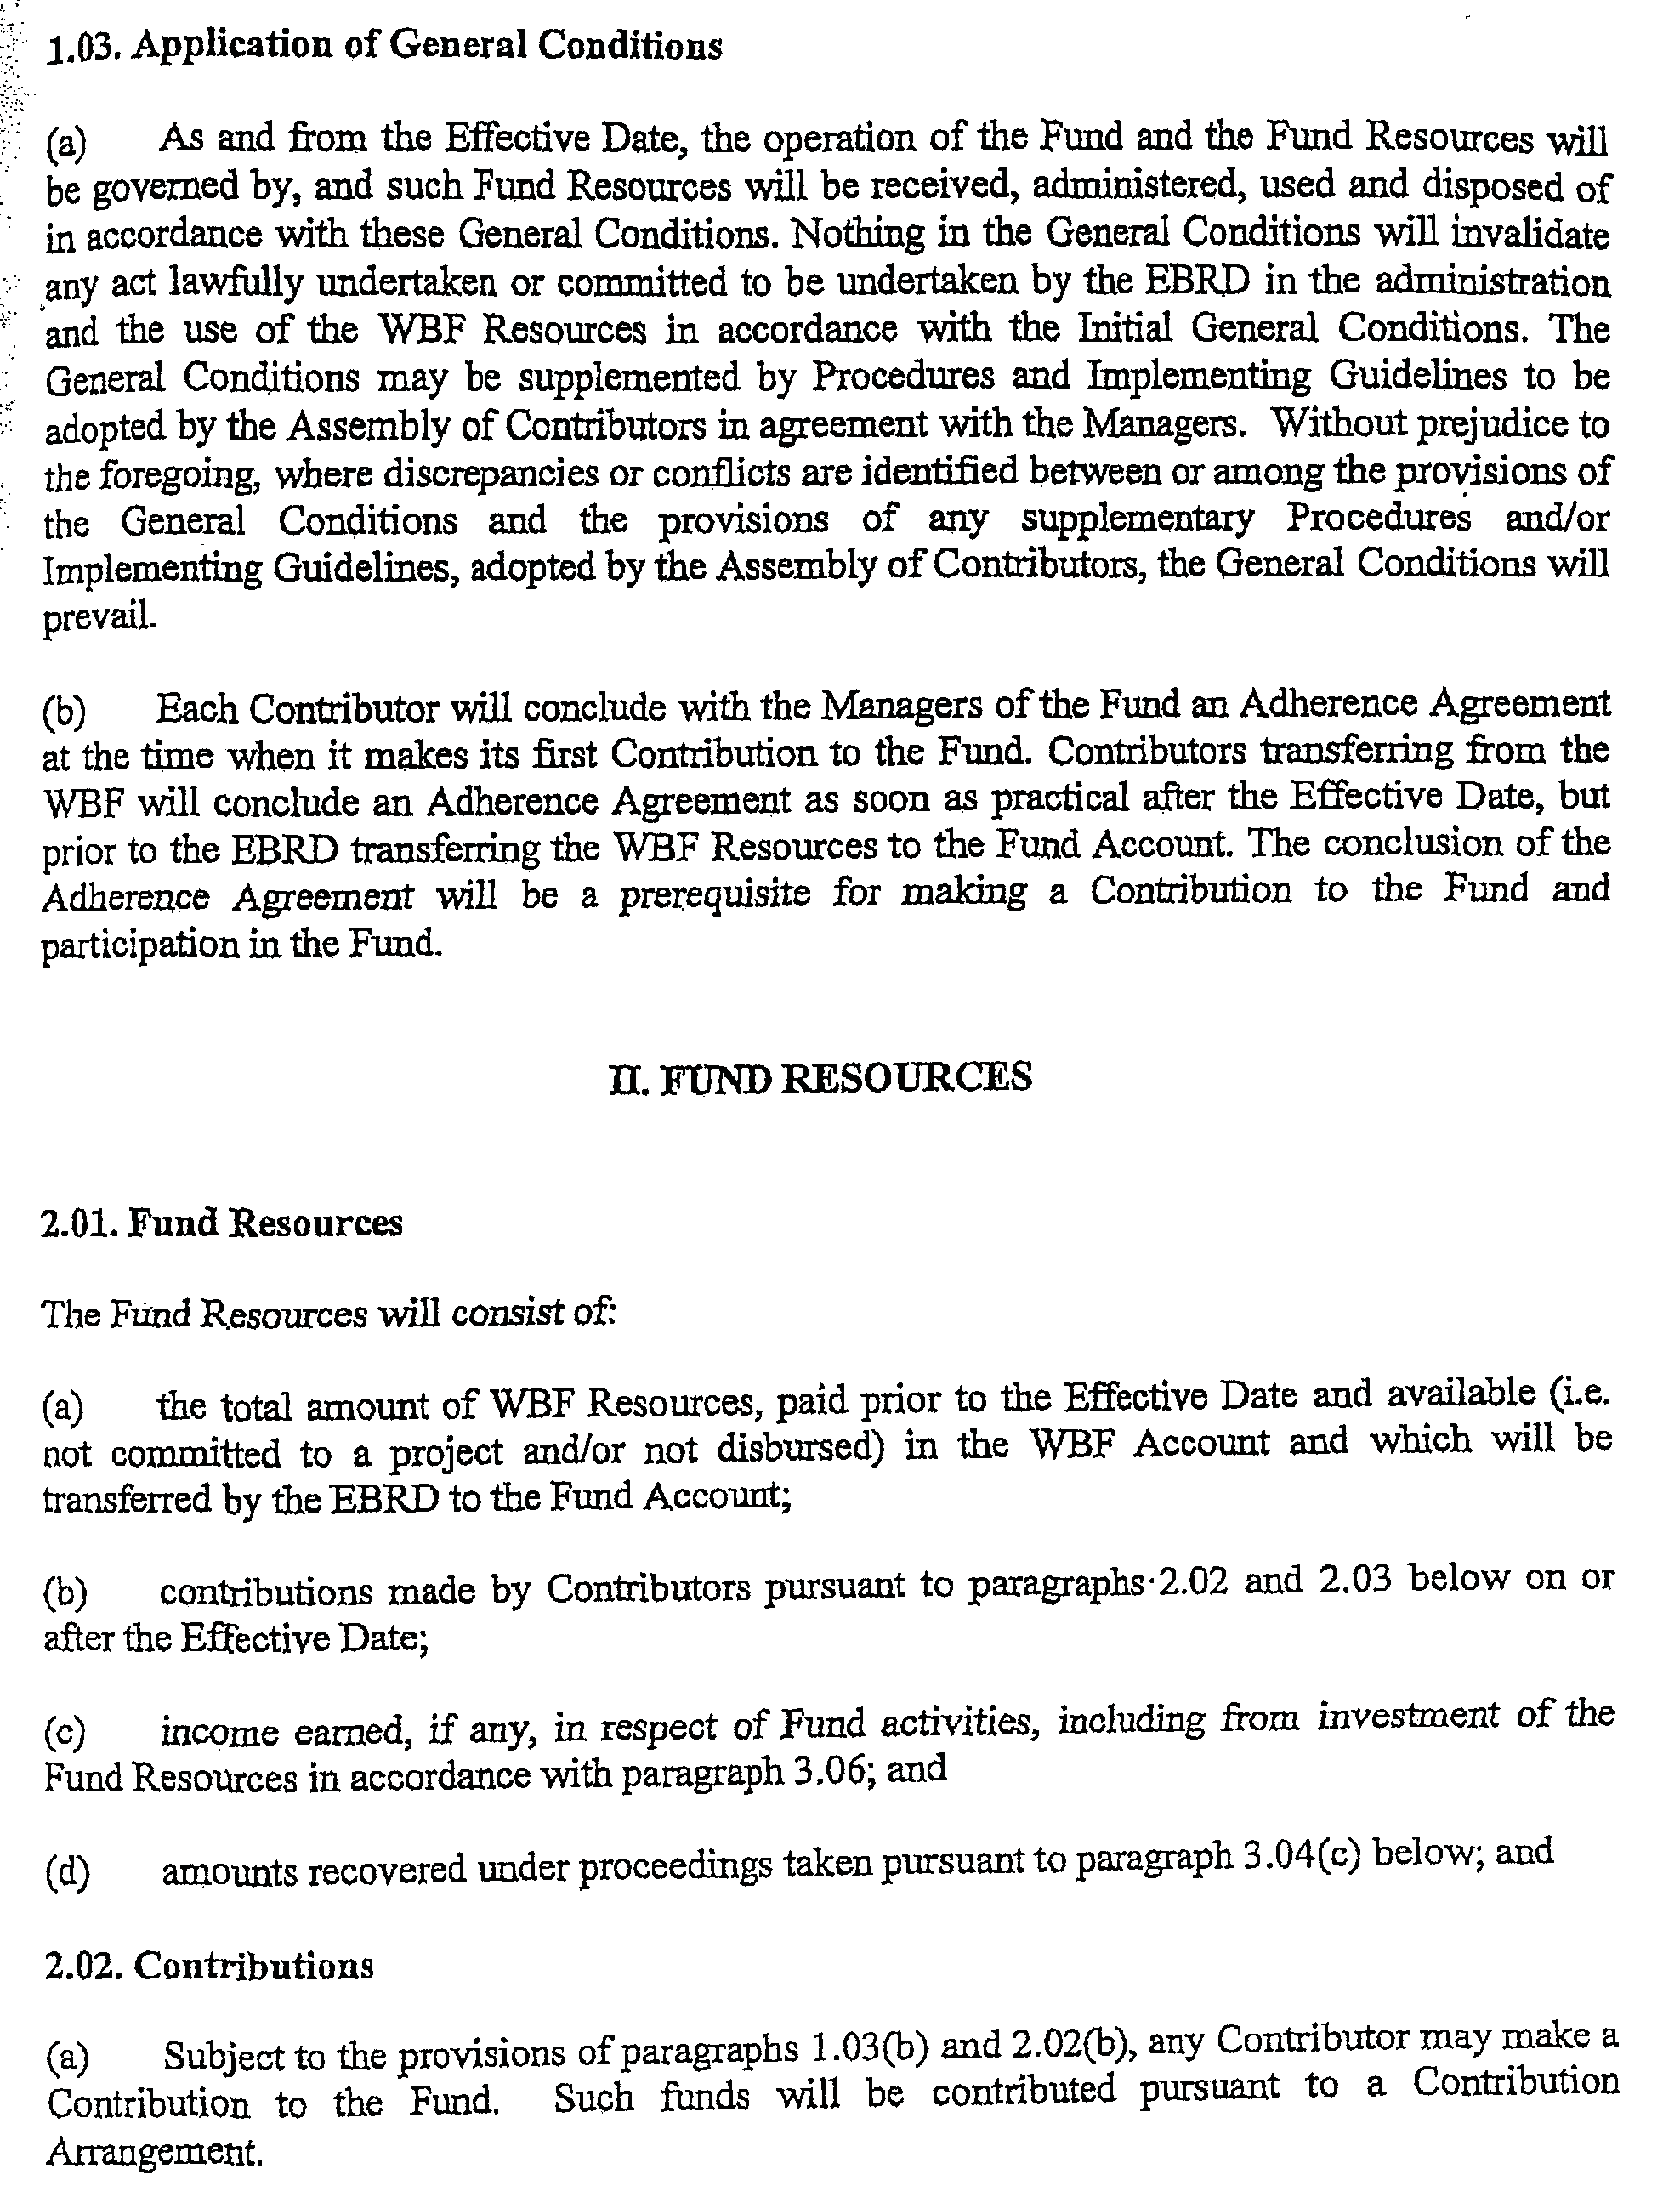 1.03. Application of General Conditions
(a) As and from the Effective Date, the operation of the Fund and the Fund Resources will
be governed by, and such Fund Resources will be received, administered, used and disposed of
in accordance with these General Conditions. Nothing in the General Conditions will invalidate
any act lawfully undertaken or committed to be undertaken by the EBRD in the administration
and the use of the WBF Resources in accordance with the Initial General Conditions. The
General Conditions may be supplemented by Procedures and Implementing Guidelines to be
adopted by the Assembly of Contributors in agreement with the Managers. Without prejudice to
the foregoing, where discrepancies or conflicts are identified between or among the provisions of
the General Conditions and the provisions of any supplementary Procedures and/or
Implementing Guidelines, adopted by the Assembly of Contributors, the General Conditions will
prevail.
(b) Each Contributor will conclude with the Managers of the Fund an Adherence Agreement
at the time when it makes its first Contribution to the Fund. Contributors transferring from the
WBF will conclude an Adherence Agreement as soon as practical after the Effective Date, but
prior to the EBRD transferring the WBF Resources to the Fund Account. The conclusion of the
Adherence Agreement will be a prerequisite for making a Contribution to the Fund and
participation in the Fund.
II. FUND RESOURCES
2.01. Fund Resources
The Fund Resources will consist of:
(a) the total amount of WBF Resources, paid prior to the Effective Date and available (i.e.
not committed to a project and/or not disbursed) in the WBF Account and which will be
transferred by the EBRD to the Fund Account;
(b) contributions made by Contributors pursuant to paragraphs 2.02 and 2.03 below on or
after the Effective Date;
(c) income earned, if any, in respect of Fund activities, including from investment of the
Fund Resources in accordance with paragraph 3.06; and
(d) amounts recovered under proceedings taken pursuant to paragraph 3.04(c) below; and
2.02. Contributions
(a) Subject to the provisions of paragraphs 1.03(b) and 2.02(b), any Contributor may make a
Contribution to the Fund. Such funds will be contributed pursuant to a Contribution
Arrangement.